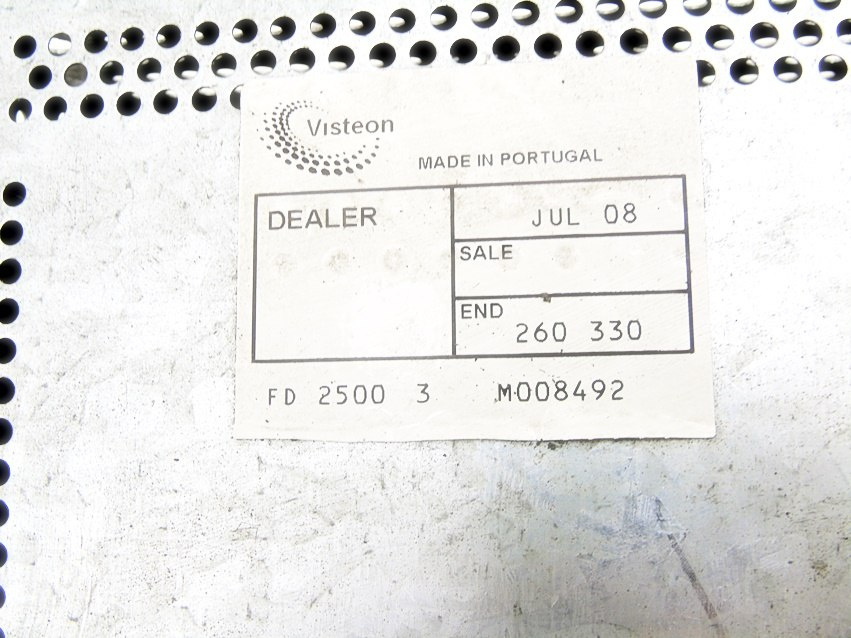 Visteon
MADE IN PORTUGAL
DEALER
JUL 08
SALE
END
260 330
FD 2500 3 M008492